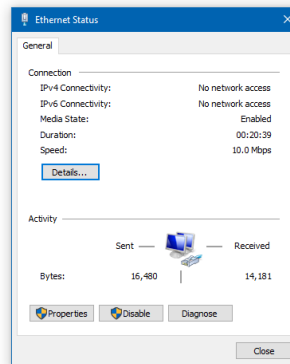 Ethernet Status
General
Connection
IPv4 Connectivity: No network access
IPv6 Connectivity: No network access
Media State: Enabled
Duration: 00:20:39
Speed: 10.0 Mbps
Details...
Activity
Sent Received
Bytes: 16,480 14,181
Properties Disable Diagnose
Close